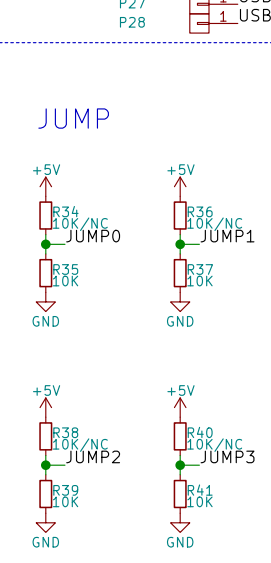 P27
1 USB
P28
1 USB
JUMP
+5V +5V
R34 R36
10K/NC 10K/NC
JUMP0 JUMP1
R35 R37
10K 10K
GND GND
+5V +5V
R38 R40
10K/NC 10K/NC
JUMP2 JUMP3
R39 R41
10K 10K
GND GND